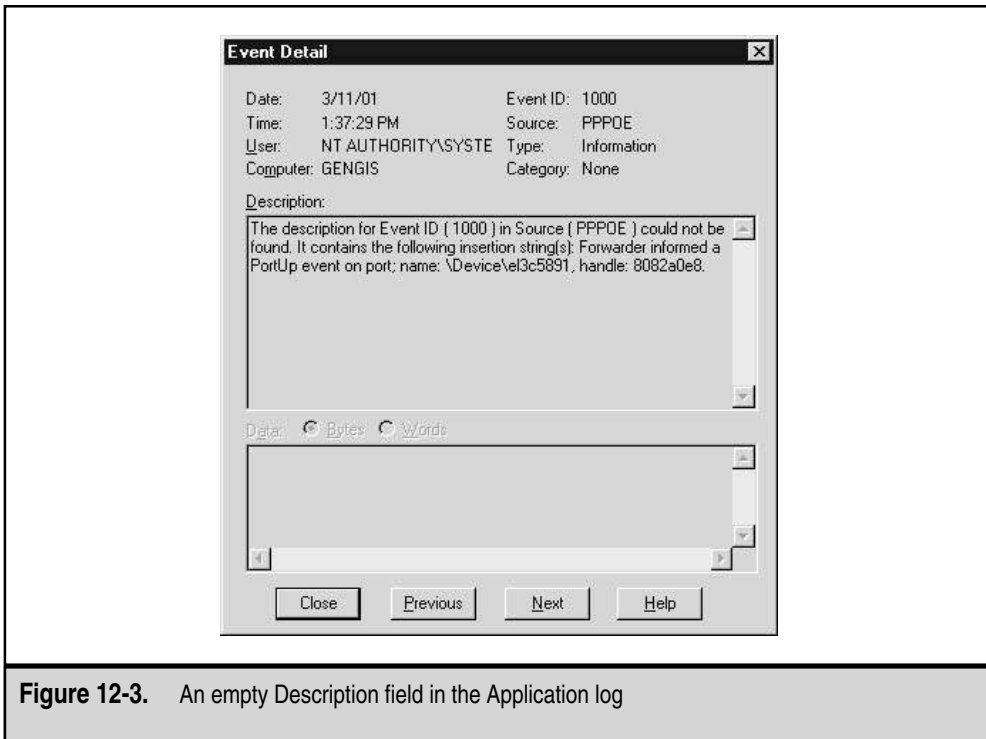 Event Detail
Date: 3/11/01 Event ID: 1000
Time: 1:37:29 PM Source: PPPOE
User: NT AUTHORITY\SYSTE Type: Information
Computer: GENGIS Category: None
Description:
The description for Event ID ( 1000 ) in Source ( PPPOE ) could not be
found. It contains the following insertion string(s): Forwarder informed a
PortUp event on port; name: \Device\el3c5891, handle: 8082a0e8.
Data: Bytes Words
Close Previous Next Help
Figure 12-3. An empty Description field in the Application log